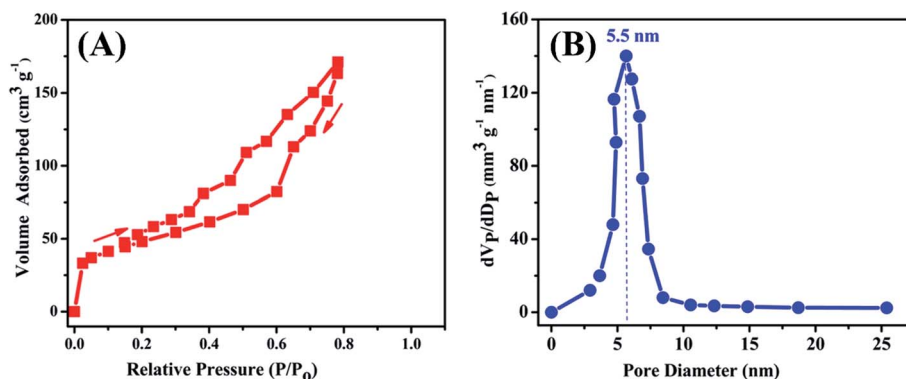 (A)
Volume Adsorbed (cm³ g⁻¹)
200
150
100
50
0
0.0 0.2 0.4 0.6 0.8 1.0
Relative Pressure (P/P₀)
(B)
5.5 nm
dVP/dDP (mm³ g⁻¹ nm⁻¹)
160
120
80
40
0
0 5 10 15 20 25
Pore Diameter (nm)